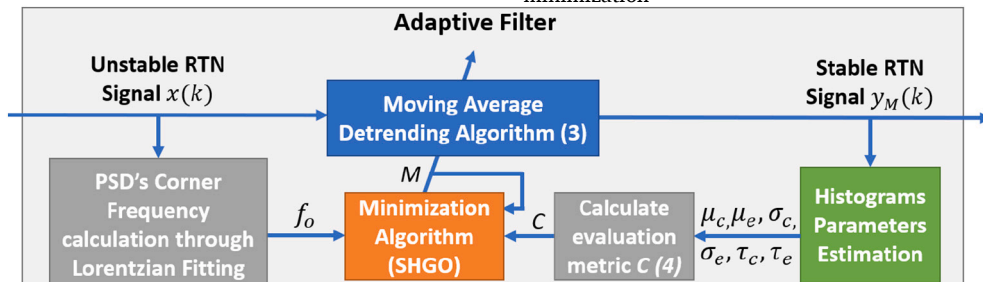 minimization
Adaptive Filter
Unstable RTN
Signal x(k)
Stable RTN
Signal y_M(k)
Moving Average
Detrending Algorithm (3)
M
PSD's Corner
Frequency
calculation through
Lorentzian Fitting
f_o
Minimization
Algorithm
(SHGO)
C
Calculate
evaluation
metric C (4)
μ_c, μ_e, σ_c,
σ_e, τ_c, τ_e
Histograms
Parameters
Estimation